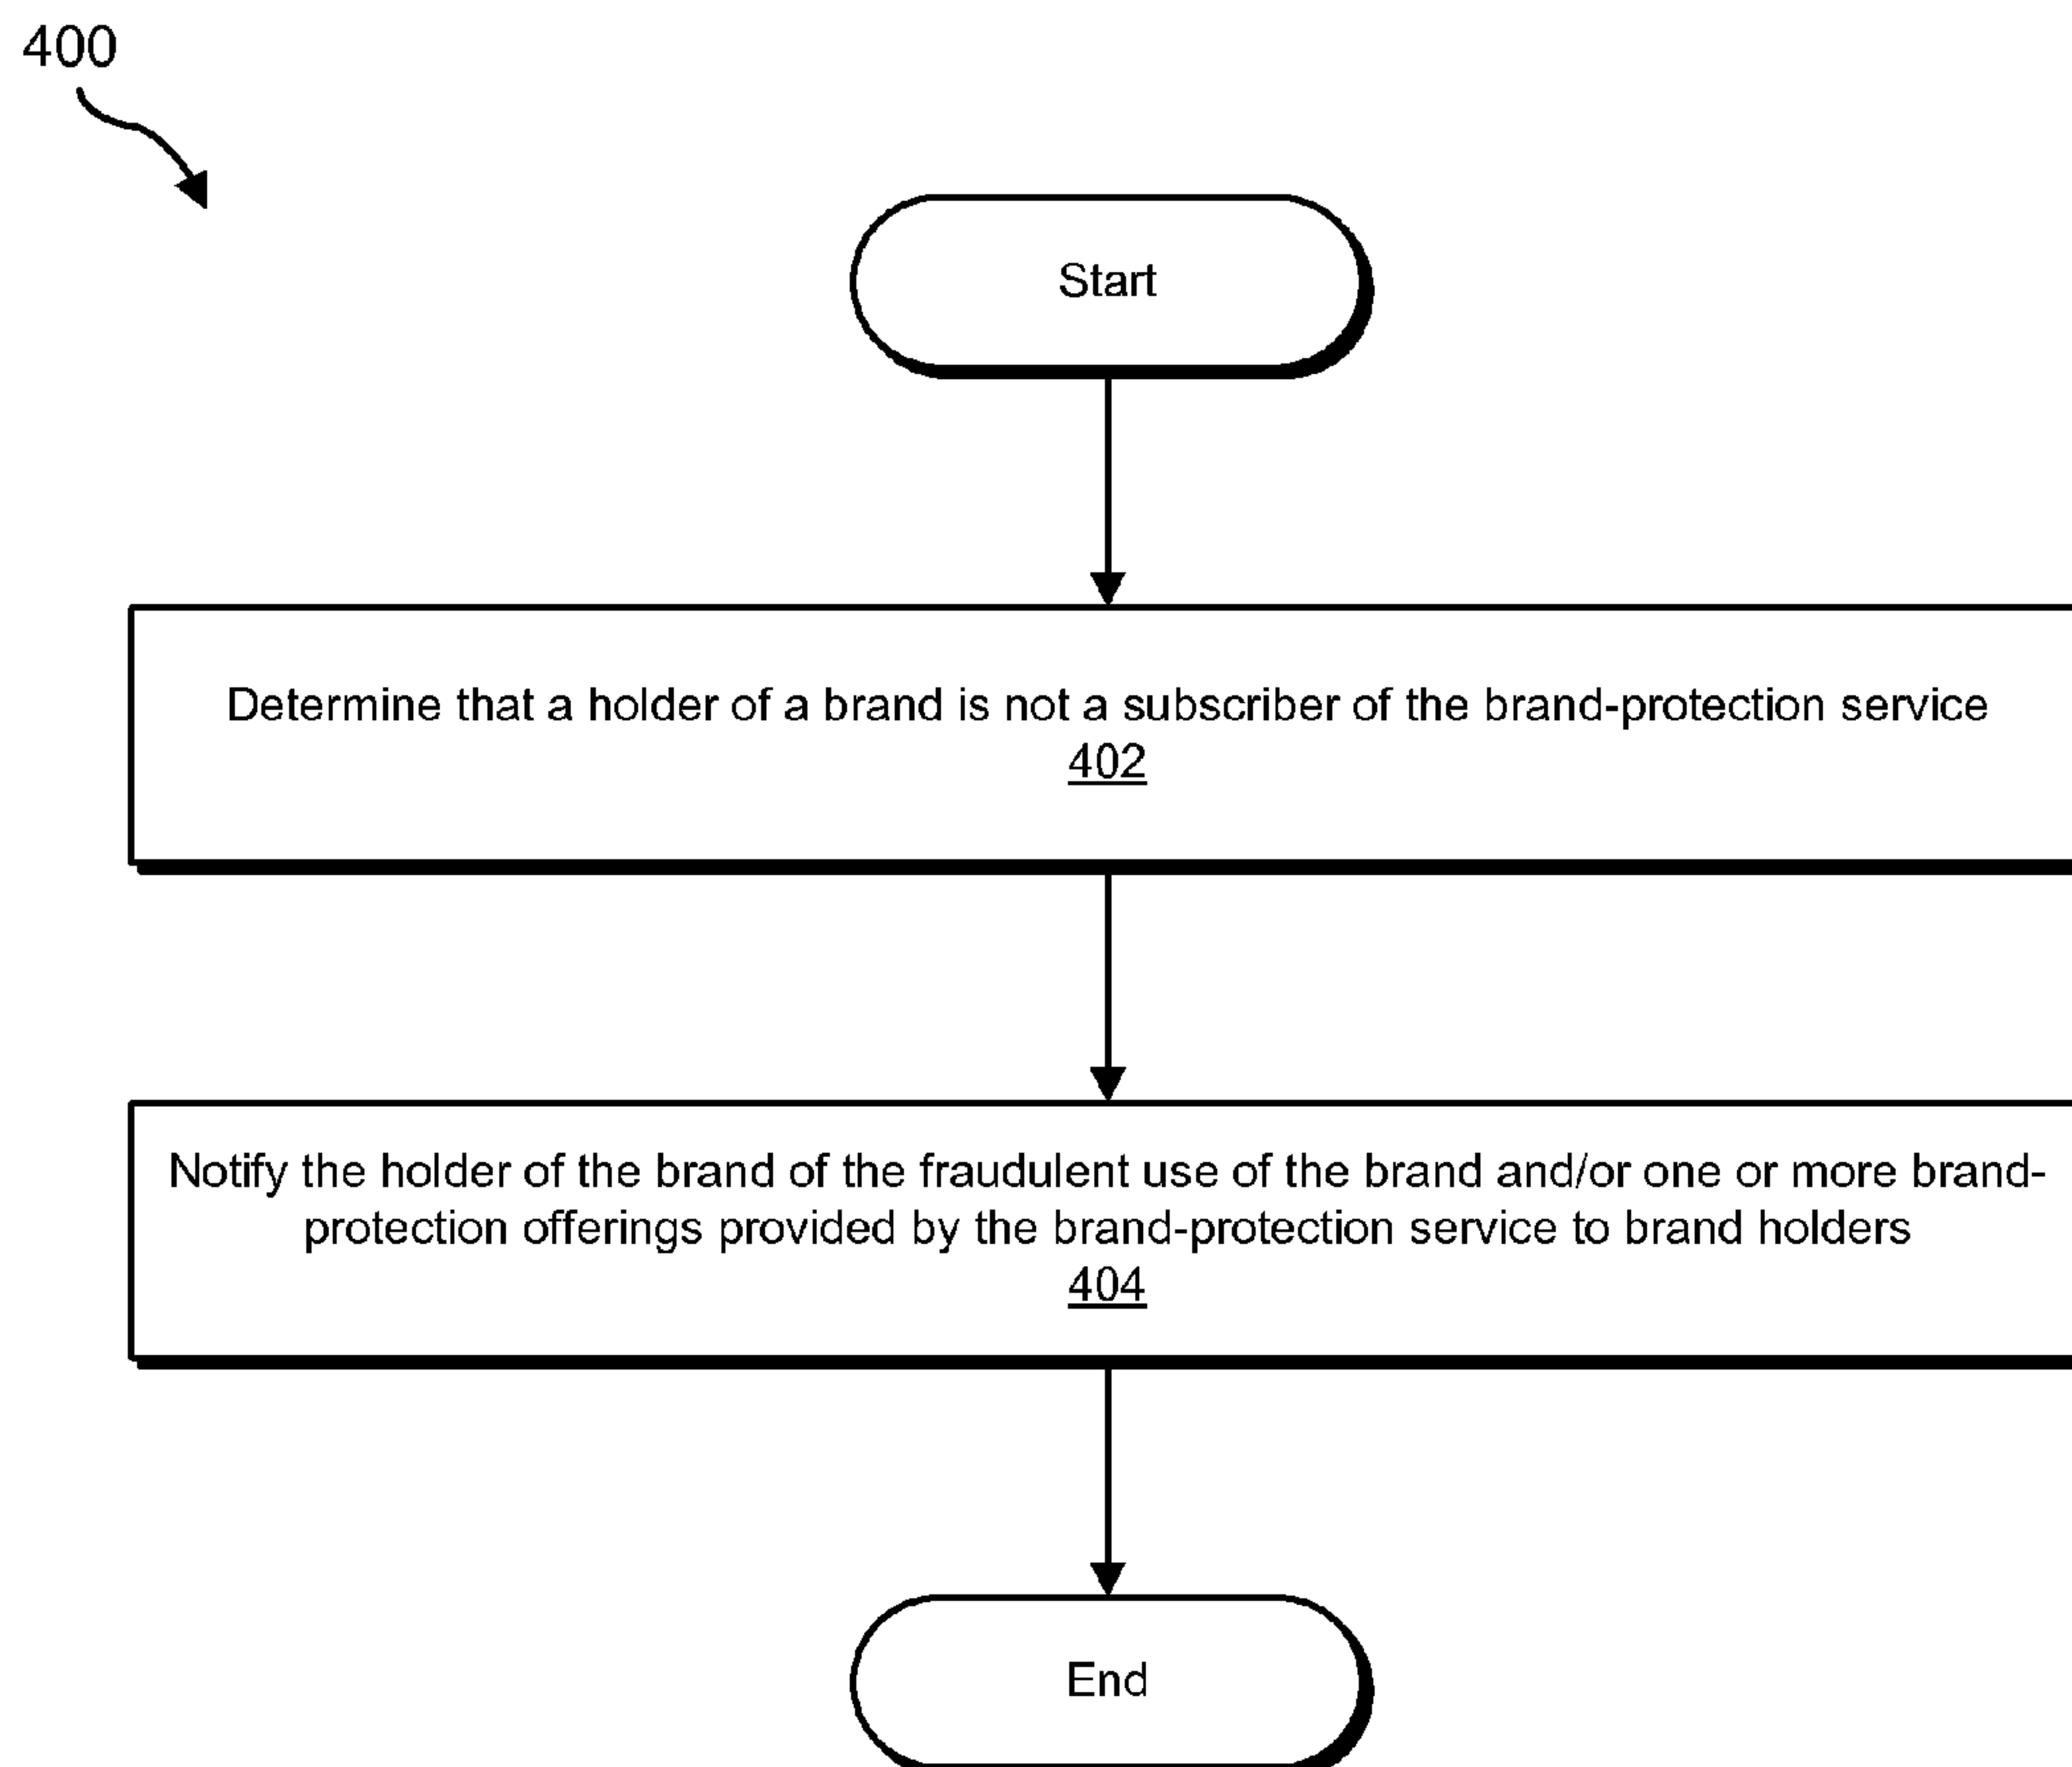 400
Start
Determine that a holder of a brand is not a subscriber of the brand-protection service
402
Notify the holder of the brand of the fraudulent use of the brand and/or one or more brand-
protection offerings provided by the brand-protection service to brand holders
404
End